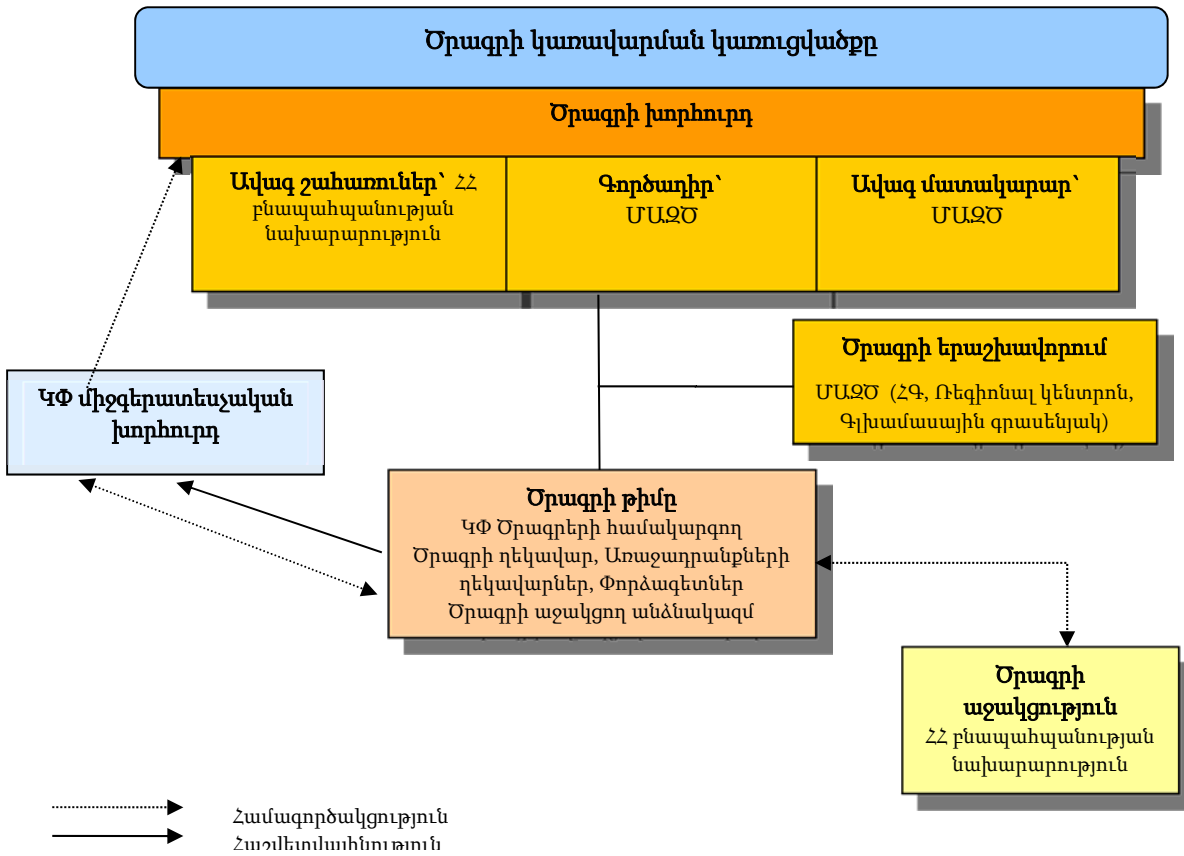 Ծրագրի կառավարման կառուցվածքը
Ծրագրի խորհուրդ
Ավագ շահառուներ՝ ՀՀ
բնապահպանության
նախարարություն
Գործադիր՝
ՄԱԶԾ
Ավագ մատակարար՝
ՄԱԶԾ
Ծրագրի երաշխավորում
ՄԱԶԾ (ՀԳ, Ռեգիոնալ կենտրոն,
Գլխամասային գրասենյակ)
ԿՓ միջգերատեսչական
խորհուրդ
Ծրագրի թիմը
ԿՓ Ծրագրերի համակարգող
Ծրագրի ղեկավար, Առաջադրանքների
ղեկավարներ, Փորձագետներ
Ծրագրի աջակցող անձնակազմ
Ծրագրի
աջակցություն
ՀՀ բնապահպանության
նախարարություն
Համագործակցություն
Հաշվետվայինություն